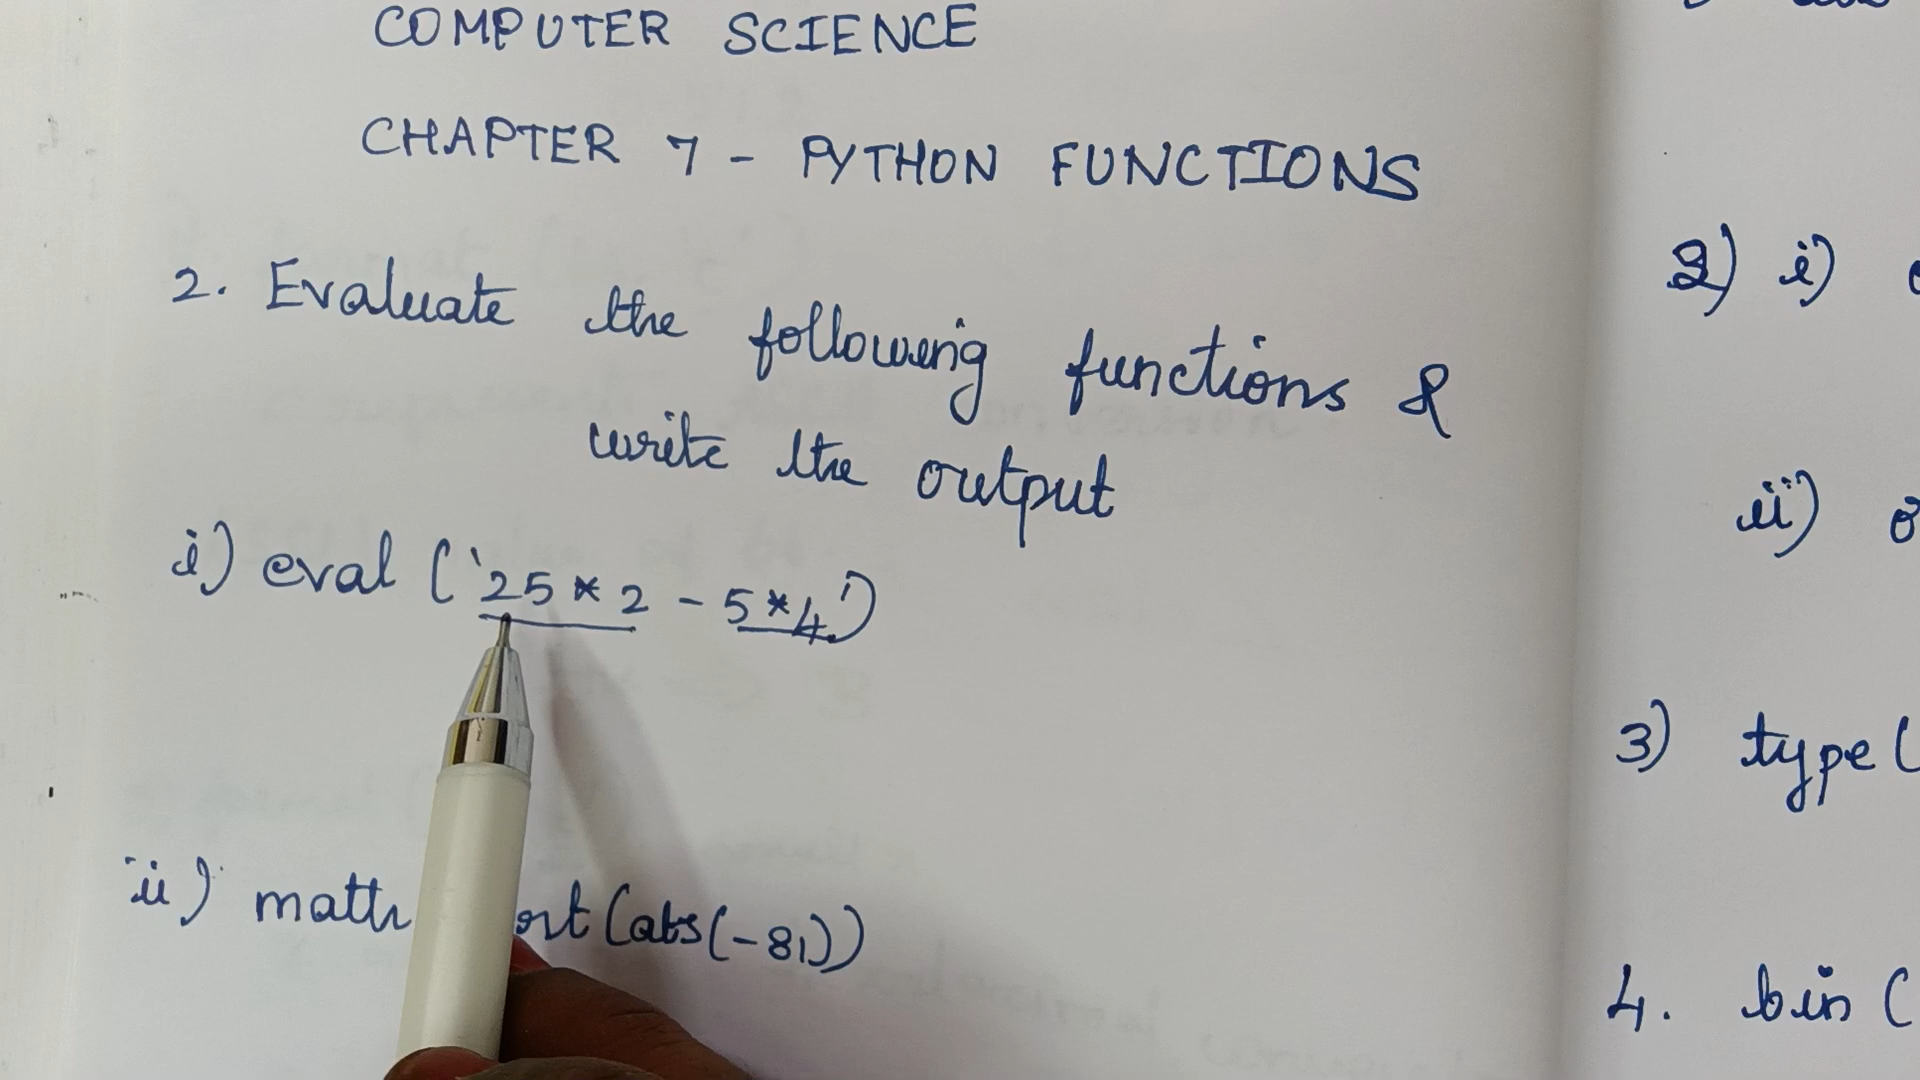 COMPUTER SCIENCE
CHAPTER 7 - PYTHON FUNCTIONS
2. Evaluate the following functions &
write the output
i) eval ('25*2 - 5*4')
ii) math rt(abs(-81))
2) i)
ii)
3) type(
4. bin(